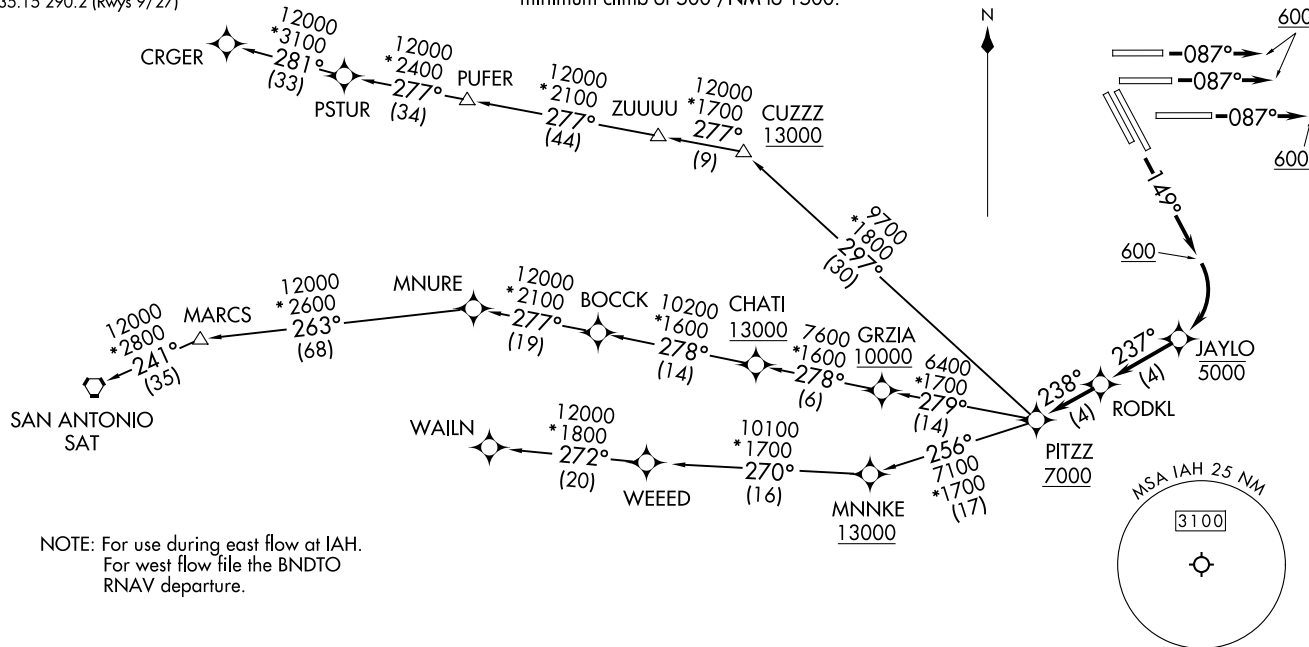 35.15 290.2 (Rwys 9/27)
minimum climb of 500'/NM to 1500.
CRGER
12000
*3100
281°
(33)
PSTUR
12000
*2400
277°
(34)
PUFER
12000
*2100
277°
(44)
ZUUUU
12000
*1700
277°
(9)
CUZZZ
13000
N
087°
600
087°
087°
600
149°
600
9700
*1800
297°
(30)
SAN ANTONIO
SAT
12000
*2800
241°
(35)
MARCS
12000
*2600
263°
(68)
MNURE
12000
*2100
277°
(19)
BOCCK
10200
*1600
278°
(14)
CHATI
13000
7600
*1600
278°
(6)
GRZIA
10000
6400
*1700
279°
(14)
238°
(4)
237°
(4)
JAYLO
5000
RODKL
PITZZ
7000
WAILN
12000
*1800
272°
(20)
WEEED
10100
*1700
270°
(16)
MNNKE
13000
256°
7100
*1700
(17)
MSA IAH 25 NM
3100
NOTE: For use during east flow at IAH.
For west flow file the BNDTO
RNAV departure.